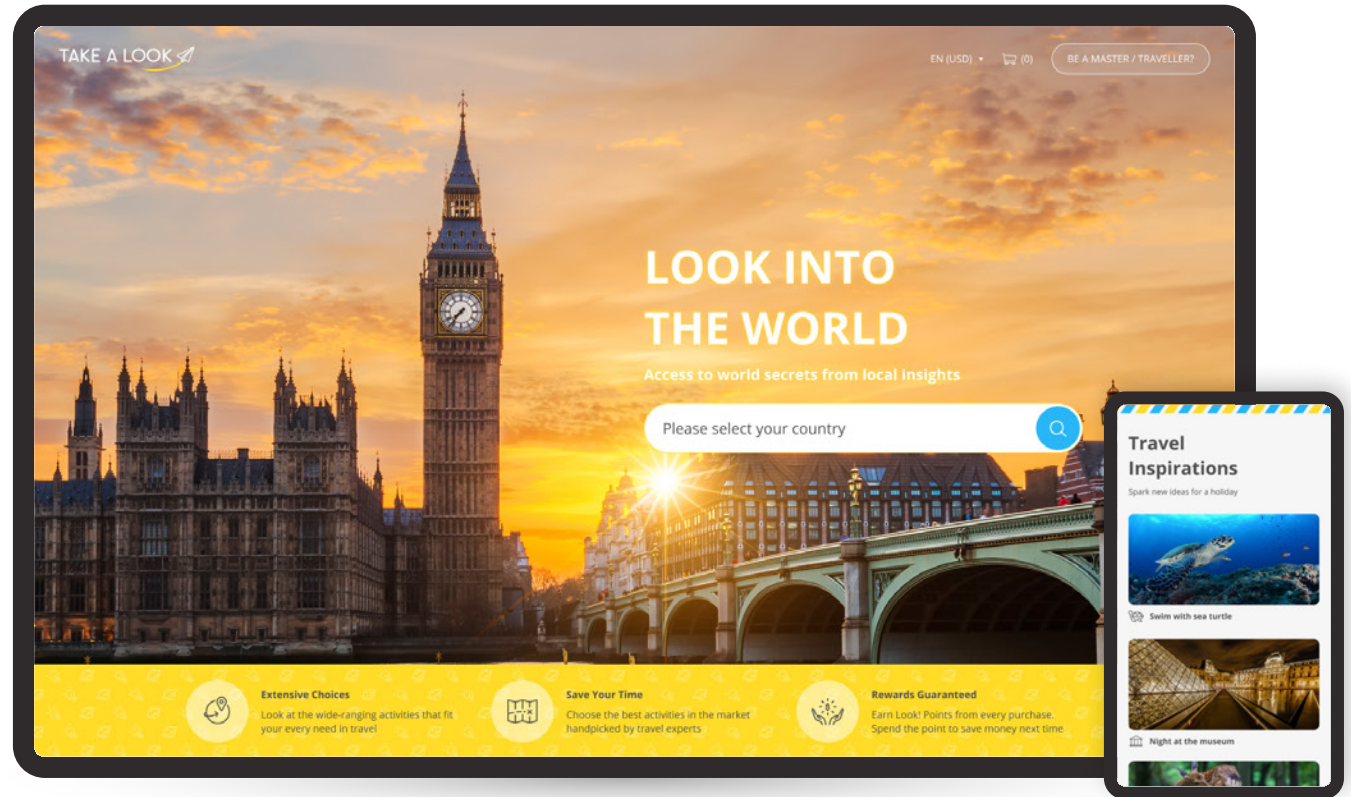 TAKE A LOOK
EN (USD)
(0)
BE A MASTER / TRAVELLER?
LOOK INTO
THE WORLD
Access to world secrets from local insights
Please select your country
Extensive Choices
Look at the wide-ranging activities that fit
your every need in travel
Save Your Time
Choose the best activities in the market
handpicked by travel experts
Rewards Guaranteed
Earn Look! Points from every purchase.
Spend the point to save money next time
Travel
Inspirations
Spark new ideas for a holiday
Swim with sea turtle
Night at the museum